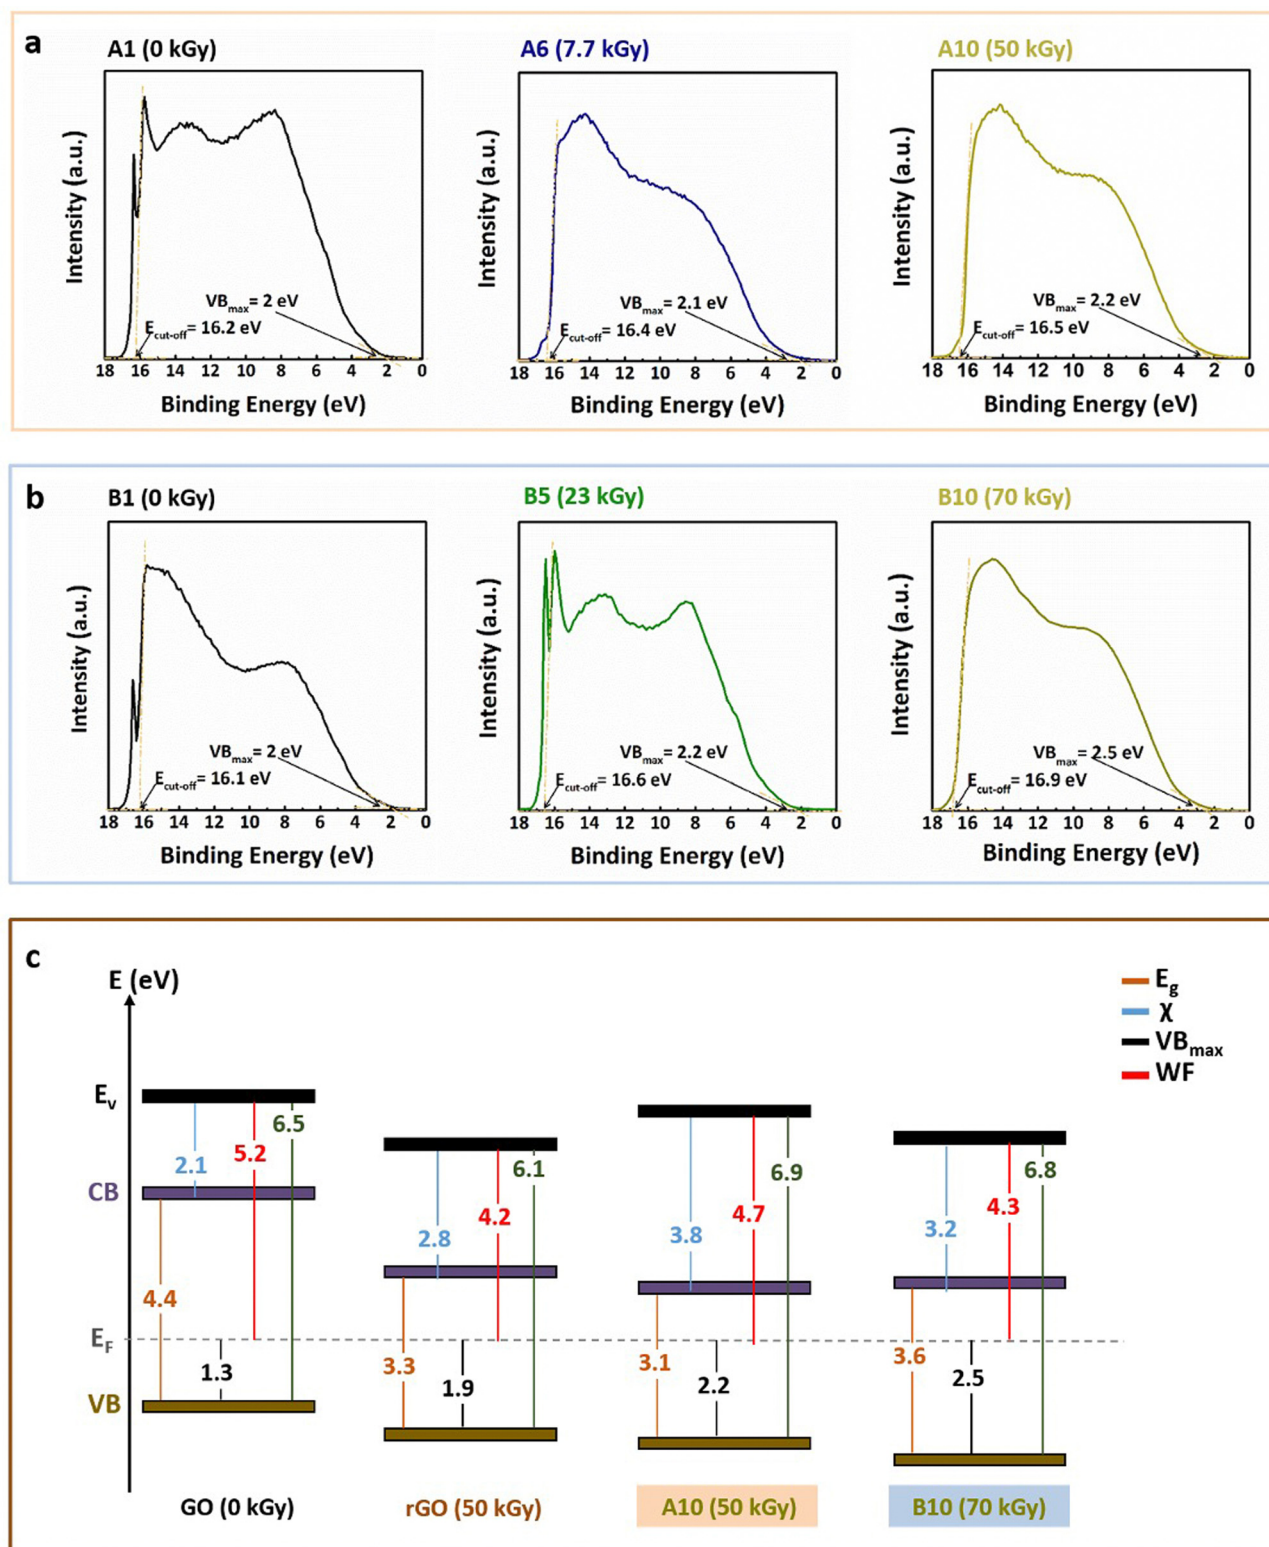 a
A1 (0 kGy)
A6 (7.7 kGy)
A10 (50 kGy)
Intensity (a.u.)
VBmax= 2 eV
Ecut-off= 16.2 eV
18 16 14 12 10 8 6 4 2 0
Binding Energy (eV)
Intensity (a.u.)
VBmax= 2.1 eV
Ecut-off= 16.4 eV
18 16 14 12 10 8 6 4 2 0
Binding Energy (eV)
Intensity (a.u.)
VBmax= 2.2 eV
Ecut-off= 16.5 eV
18 16 14 12 10 8 6 4 2 0
Binding Energy (eV)
b
B1 (0 kGy)
B5 (23 kGy)
B10 (70 kGy)
Intensity (a.u.)
VBmax= 2 eV
Ecut-off= 16.1 eV
18 16 14 12 10 8 6 4 2 0
Binding Energy (eV)
Intensity (a.u.)
VBmax= 2.2 eV
Ecut-off= 16.6 eV
18 16 14 12 10 8 6 4 2 0
Binding Energy (eV)
Intensity (a.u.)
VBmax= 2.5 eV
Ecut-off= 16.9 eV
18 16 14 12 10 8 6 4 2 0
Binding Energy (eV)
c
E (eV)
Eg
χ
VBmax
WF
Ev
CB
EF
VB
2.1
5.2
6.5
4.4
1.3
2.8
4.2
6.1
3.3
1.9
3.8
4.7
6.9
3.1
2.2
3.2
4.3
6.8
3.6
2.5
GO (0 kGy)
rGO (50 kGy)
A10 (50 kGy)
B10 (70 kGy)